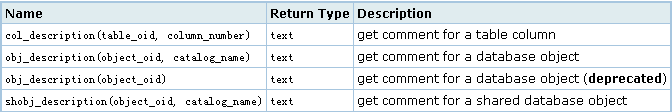 Name Return Type Description
col_description(table_oid, column_number) text get comment for a table column
obj_description(object_oid, catalog_name) text get comment for a database object
obj_description(object_oid) text get comment for a database object (deprecated)
shobj_description(object_oid, catalog_name) text get comment for a shared database object